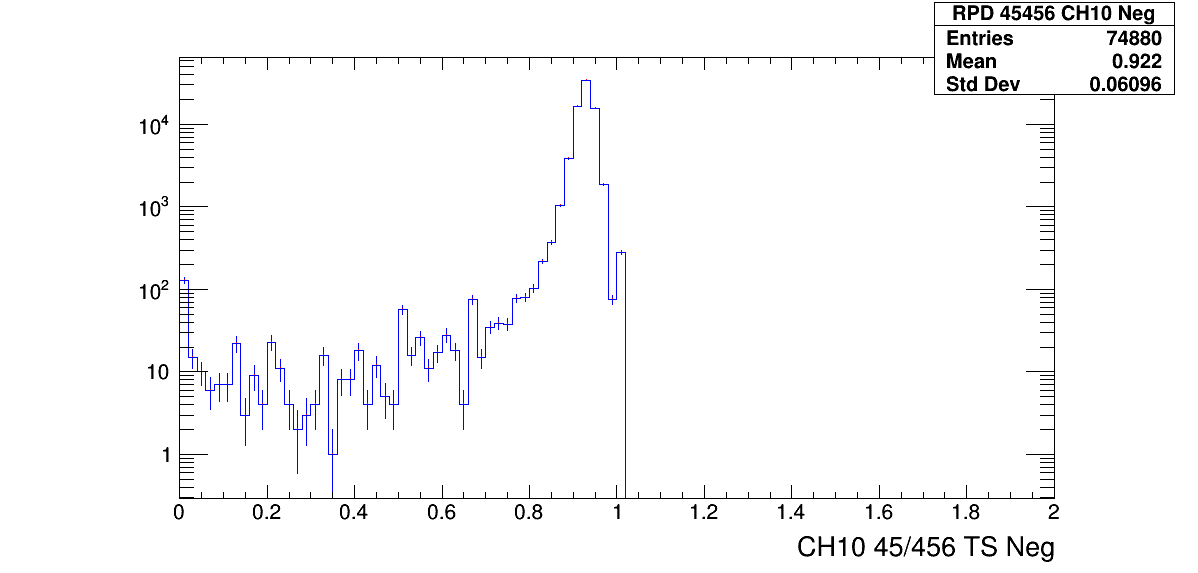 RPD 45456 CH10 Neg
Entries 74880
Mean 0.922
Std Dev 0.06096
10^4
10^3
10^2
10
1
0 0.2 0.4 0.6 0.8 1 1.2 1.4 1.6 1.8 2
CH10 45/456 TS Neg